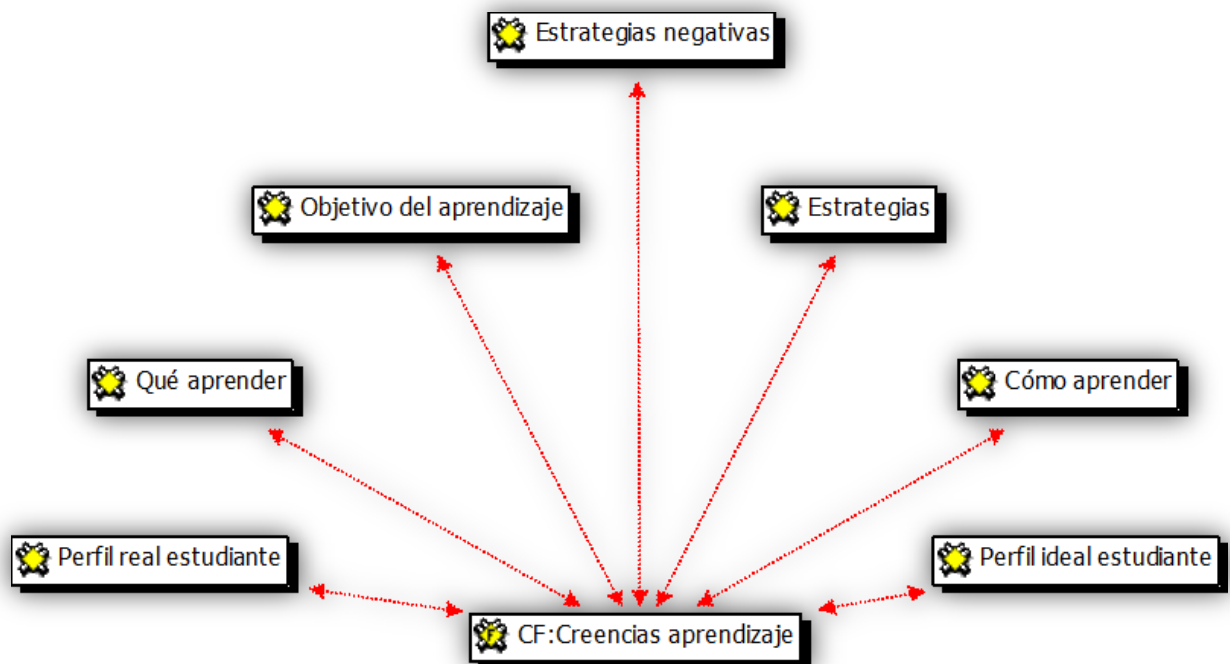 Estrategias negativas
Objetivo del aprendizaje
Estrategias
Qué aprender
Cómo aprender
Perfil real estudiante
Perfil ideal estudiante
F CF:Creencias aprendizaje